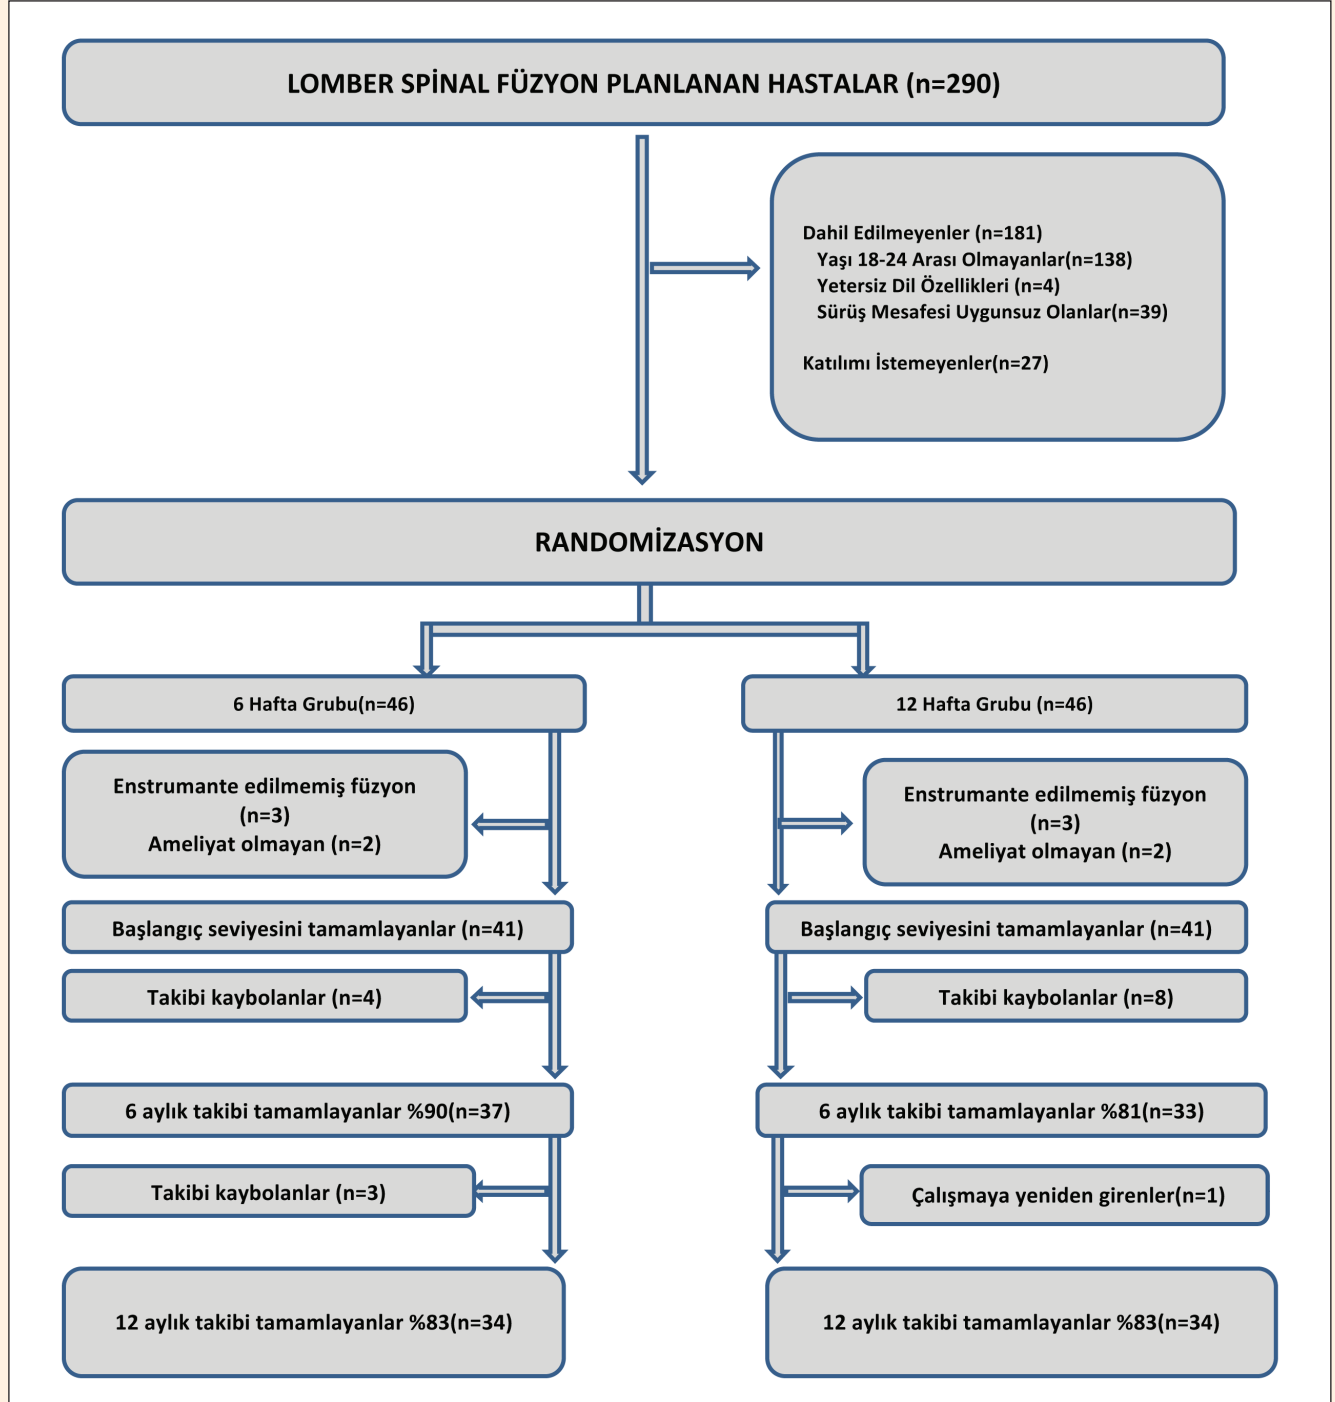 LOMBER SPİNAL FÜZYON PLANLANAN HASTALAR (n=290)
Dahil Edilmeyenler (n=181)
Yaşı 18-24 Arası Olmayanlar(n=138)
Yetersiz Dil Özellikleri (n=4)
Sürüş Mesafesi Uygunsuz Olanlar(n=39)
Katılımı İstemeyenler(n=27)
RANDOMİZASYON
6 Hafta Grubu(n=46)
12 Hafta Grubu (n=46)
Enstrumante edilmemiş füzyon
(n=3)
Ameliyat olmayan (n=2)
Enstrumante edilmemiş füzyon
(n=3)
Ameliyat olmayan (n=2)
Başlangıç seviyesini tamamlayanlar (n=41)
Başlangıç seviyesini tamamlayanlar (n=41)
Takibi kaybolanlar (n=4)
Takibi kaybolanlar (n=8)
6 aylık takibi tamamlayanlar %90(n=37)
6 aylık takibi tamamlayanlar %81(n=33)
Takibi kaybolanlar (n=3)
Çalışmaya yeniden girenler(n=1)
12 aylık takibi tamamlayanlar %83(n=34)
12 aylık takibi tamamlayanlar %83(n=34)